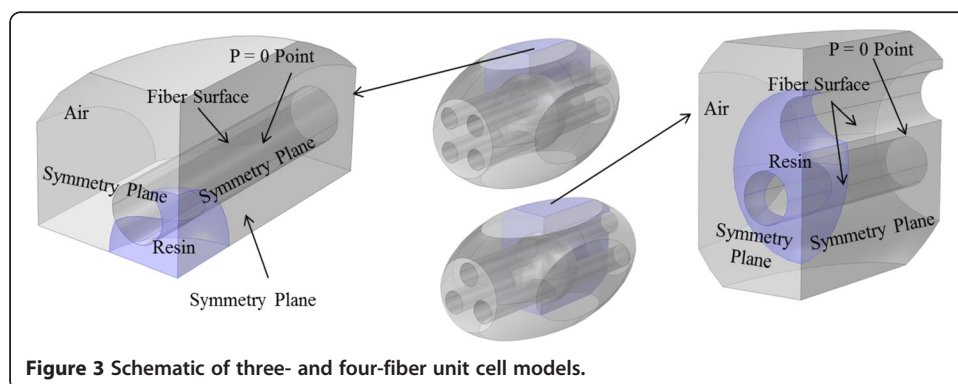 P = 0 Point
Fiber Surface
Air
Symmetry Plane
Symmetry Plane
Resin
Symmetry Plane
P = 0 Point
Fiber Surface
Air
Resin
Symmetry Plane
Symmetry
Plane
Figure 3 Schematic of three- and four-fiber unit cell models.